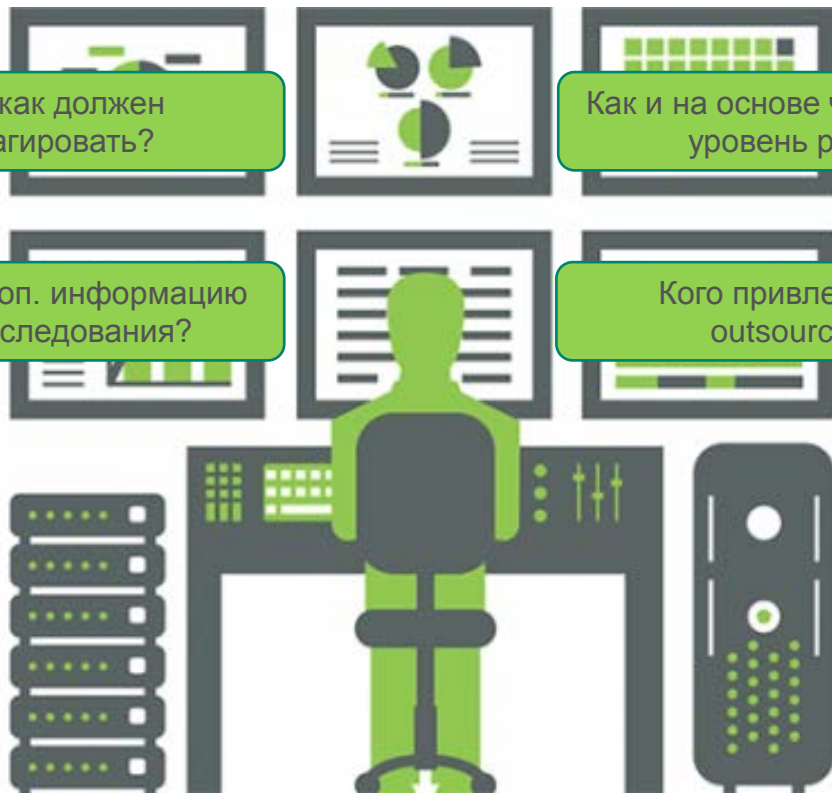 как должен
агировать?
Как и на основе ч
уровень р
оп. информацию
следования?
Кого привле
outsourc